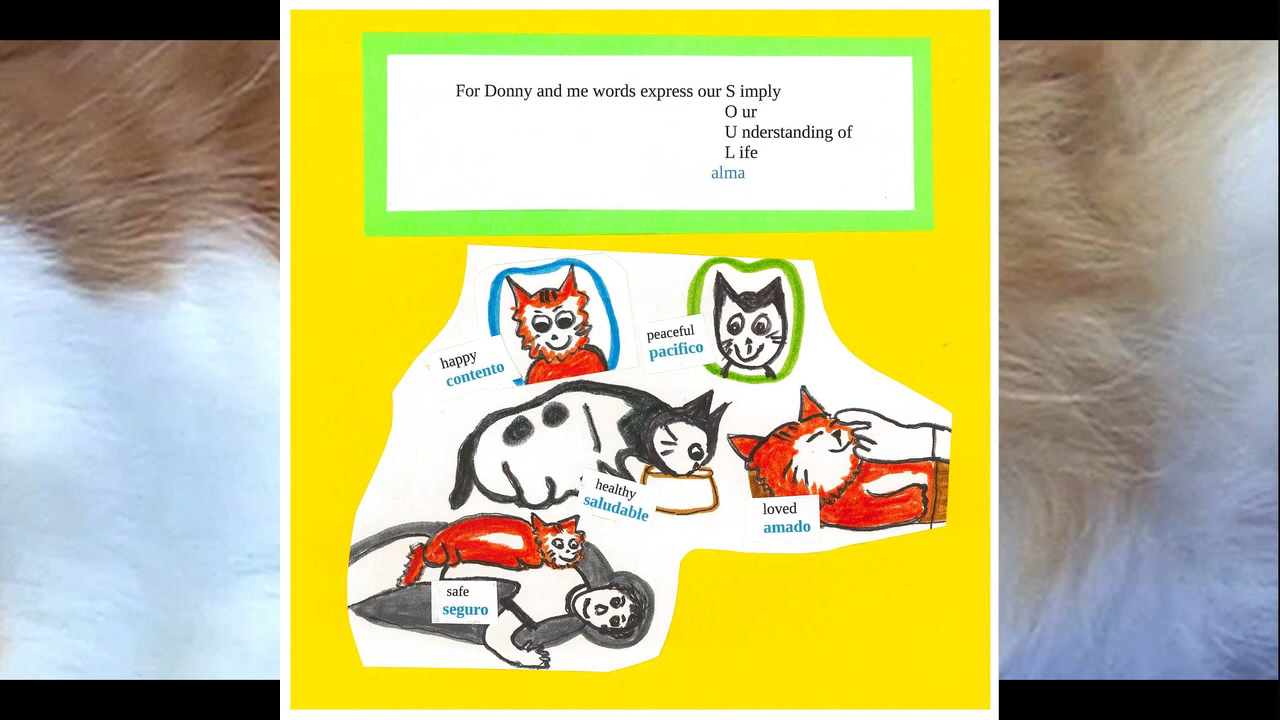 For Donny and me words express our S imply
O ur
U nderstanding of
L ife
alma
happy
contento
peaceful
pacifico
healthy
saludable
loved
amado
safe
seguro